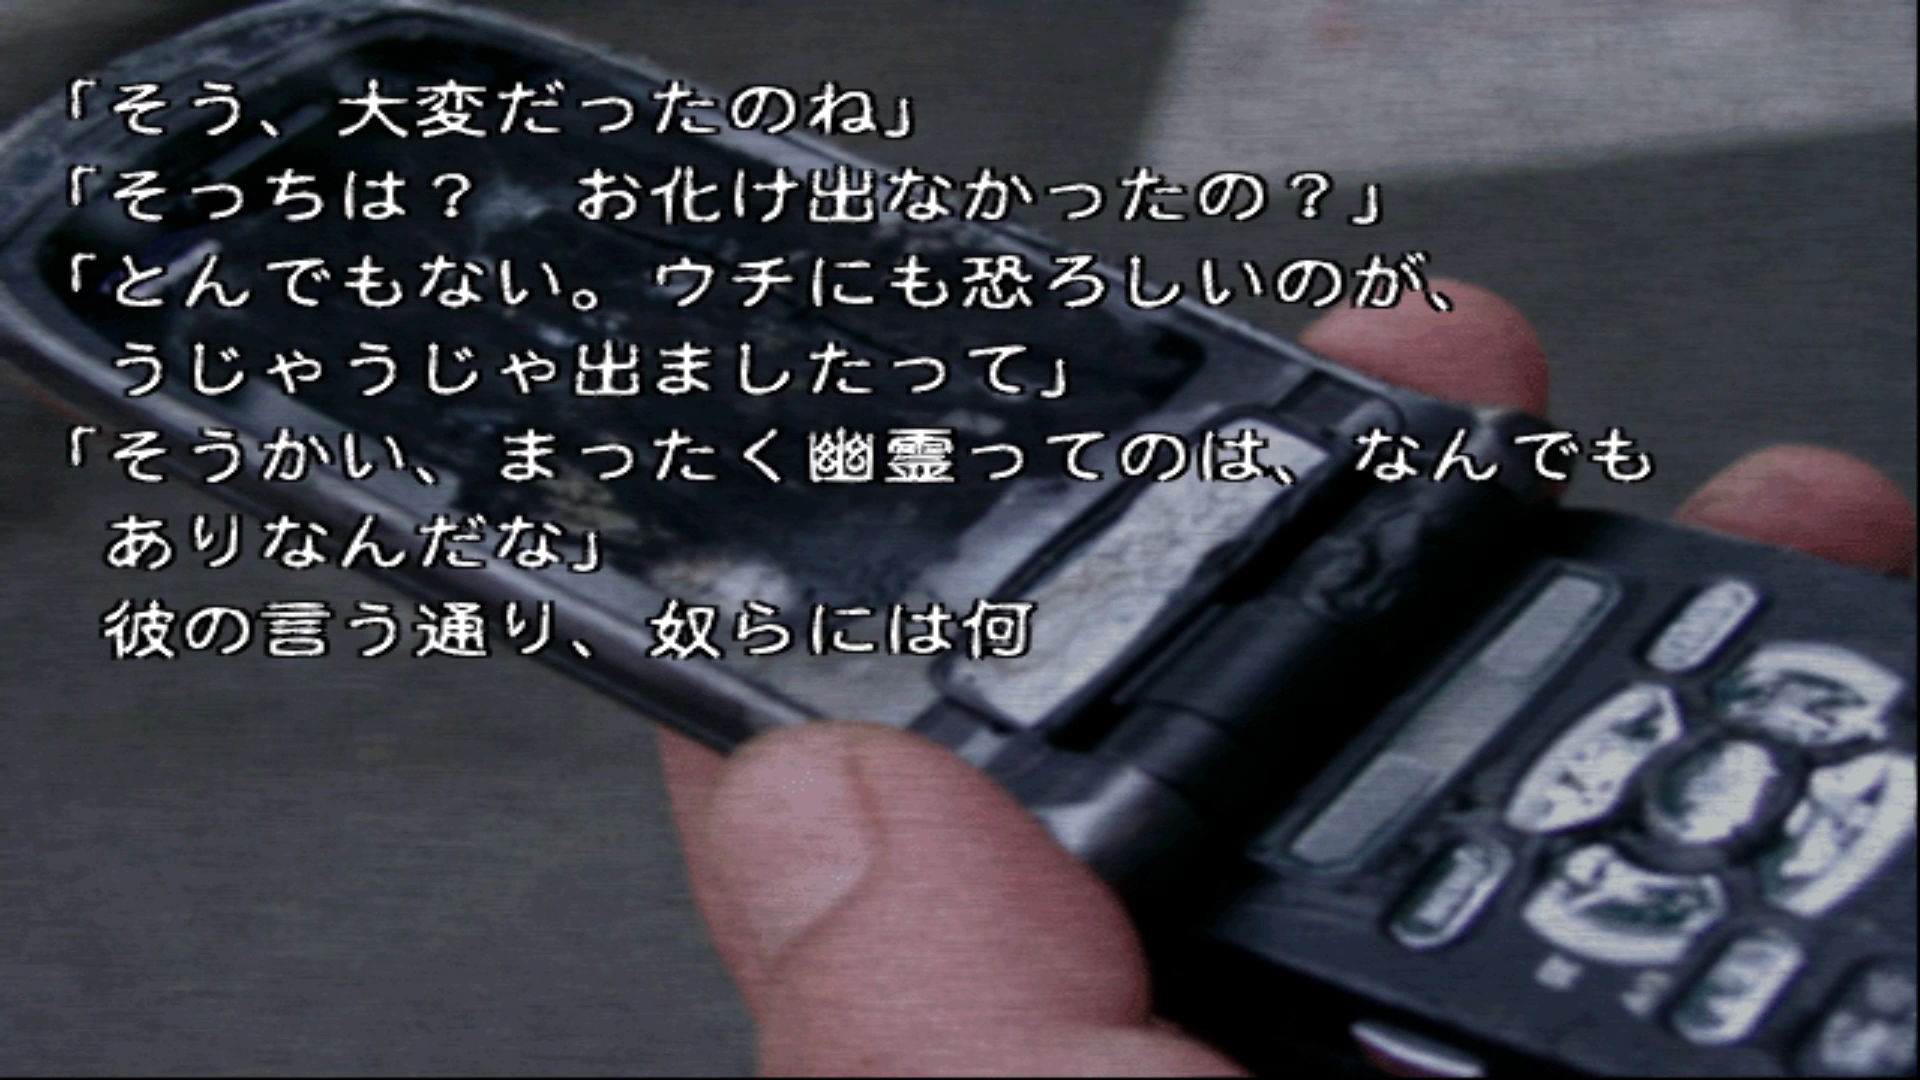 「そう、大変だったのね」
「そっちは？　お化け出なかったの？」
「とんでもない。ウチにも恐ろしいのが、
うじゃうじゃ出ましたって」
「そうかい、まったく幽霊ってのは、なんでも
ありなんだな」
彼の言う通り、奴らには何